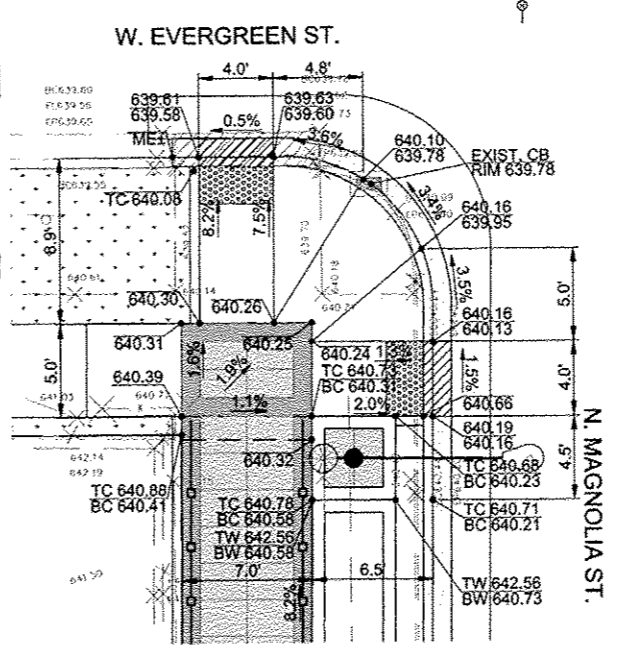 W. EVERGREEN ST.
4.0'
4.8'
639.61
639.58
639.63
639.60
0.5%
3.6%
640.10
639.78
EXIST. CB
RIM 639.78
TC 640.08
8.2%
7.5%
3.4%
640.16
639.95
8.9'
3.5%
5.0'
640.30
640.26
640.16
640.13
640.31
640.25
1.6%
1.9%
640.24
TC 640.73
BC 640.31
1.5%
4.0'
5.0'
640.39
1.1%
2.0%
640.66
640.19
640.16
640.32
TC 640.68
BC 640.23
4.5'
N. MAGNOLIA ST.
642.14
642.19
TC 640.88
BC 640.41
TC 640.78
BC 640.58
TW 642.56
BW 640.58
TC 640.71
BC 640.21
7.0'
6.5'
8.2%
TW 642.56
BW 640.73